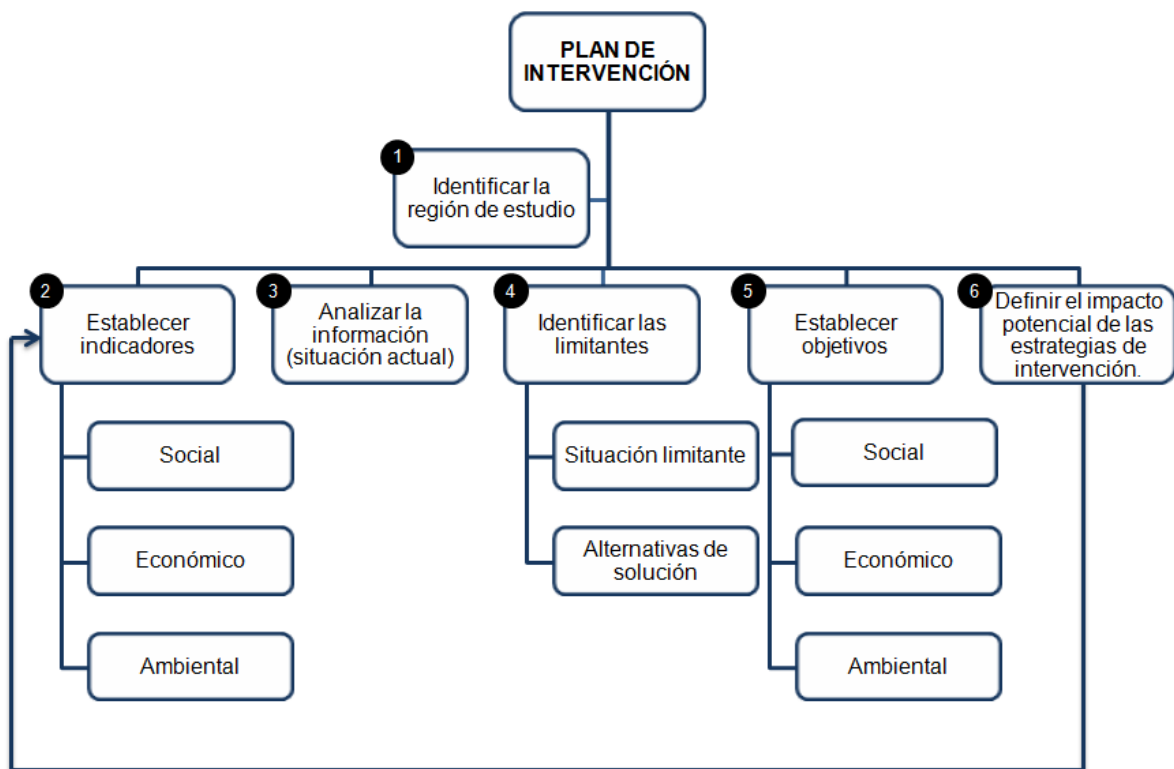 PLAN DE
INTERVENCIÓN
1
Identificar la
región de estudio
2
Establecer
indicadores
3
Analizar la
información
(situación actual)
4
Identificar las
limitantes
5
Establecer
objetivos
6
Definir el impacto
potencial de las
estrategias de
intervención.
Social
Económico
Ambiental
Situación limitante
Alternativas de
solución
Social
Económico
Ambiental